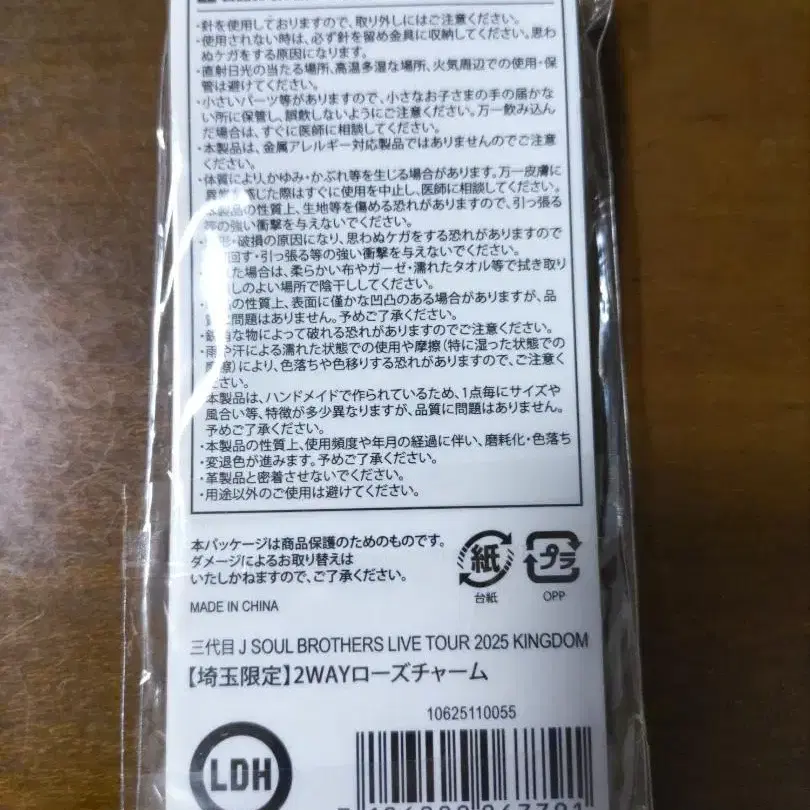 ・針を使用しておりますので、取り外しにはご注意ください。
・使用されない時は、必ず針を留め金具に収納してください。思わ
ぬケガをする原因になります。
・直射日光の当たる場所、高温多湿な場所、火気周辺での使用・保
管は避けてください。
・小さいパーツ等がありますので、小さなお子さまの手の届かな
い所に保管し、誤飲しないようにご注意ください。万一飲み込ん
だ場合は、すぐに医師に相談してください。
・本製品は、金属アレルギー対応製品ではありませんのでご注意
ください。
・体質により、かゆみ・かぶれ等を生じる場合があります。万一皮膚に
異常を感じた際はすぐに使用を中止し、医師に相談してください。
本製品の性質上、生地等を傷める恐れがありますので、引っ張る
等の強い衝撃を与えないでください。
・破損の原因になり、思わぬケガをする恐れがありますので
回す・引っ張る等の強い衝撃を与えないでください。
れた場合は、柔らかい布やガーゼ・濡れたタオル等で拭き取り
しのよい場所で陰干ししてください。
の性質上、表面に僅かな凹凸のある場合がありますが、品
質に問題はありません。予めご了承ください。
・鋭角な物によって破れる恐れがありますのでご注意ください。
・雨や汗による濡れた状態での使用や摩擦(特に湿った状態での
摩擦)により、色落ちや色移りする恐れがありますので、ご注意く
ださい。
本製品は、ハンドメイドで作られているため、1点毎にサイズや
風合い等、特徴が多少異なりますが、品質に問題はありません。
予めご了承ください。
・本製品の性質上、使用頻度や年月の経過に伴い、磨耗化・色落ち
・変退色が進みます。予めご了承ください。
・革製品と密着させないでください。
・用途以外のご使用は避けてください。
本パッケージは商品保護のためのものです。
ダメージによるお取り替えは
いたしかねますので、ご了承ください。
紙
台紙
プラ
OPP
MADE IN CHINA
三代目 J SOUL BROTHERS LIVE TOUR 2025 KINGDOM
【埼玉限定】2WAYローズチャーム
10625110055
LDH